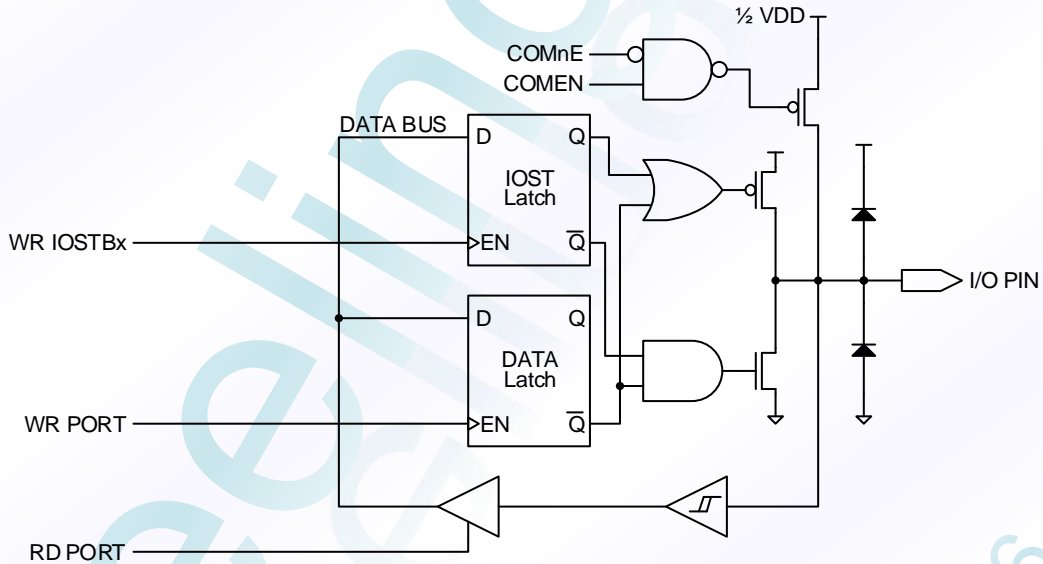 ½ VDD
COMnE
COMEN
DATA BUS
D Q
IOST
Latch
WR IOSTBx
EN Q̅
I/O PIN
D Q
DATA
Latch
WR PORT
EN Q̅
RD PORT